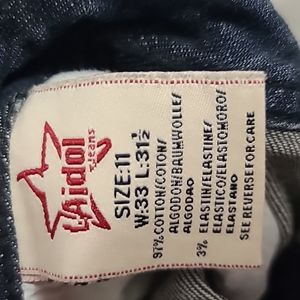 LAidol
jeans
SIZE:11
W:33 L:31½
97% COTTON/COTON/
ALGODON/BAUMWOLLE/
ALGODAO
3% ELASTIN/ELASTINE/
ELASTICO/ELASTOMORO/
ELASTANO
SEE REVERSE FOR CARE